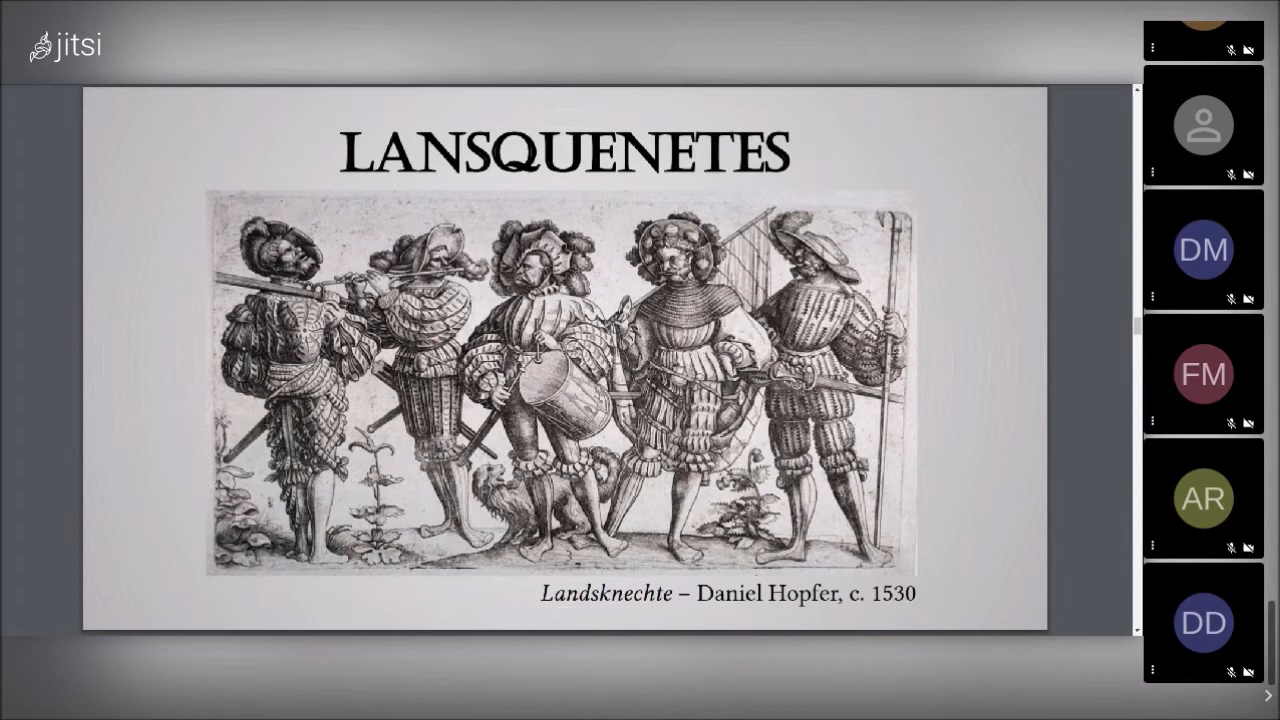 jitsi
LANSQUENETES
Landsknechte – Daniel Hopfer, c. 1530
DM
FM
AR
DD